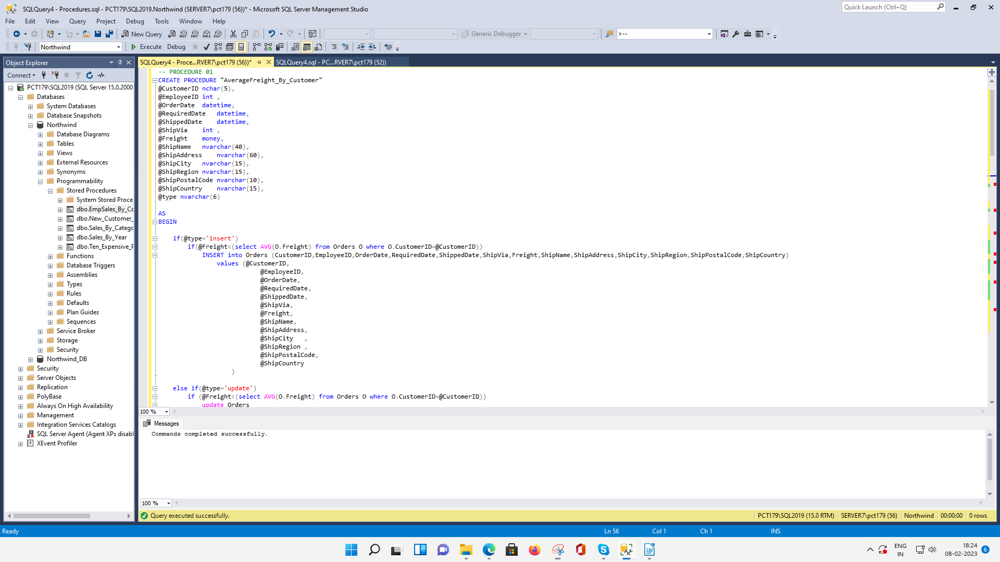 SQLQuery4 - Procedures.sql - PCT179\SQL2019.Northwind (SERVER7\pct179 (56))* - Microsoft SQL Server Management Studio
Quick Launch (Ctrl+Q)
File Edit View Query Project Debug Tools Window Help
New Query
MDX DMX XMLA DAX
Generic Debugger
>--
Northwind
Execute Debug
Object Explorer
Connect
PCT179\SQL2019 (SQL Server 15.0.2000
Databases
System Databases
Database Snapshots
Northwind
Database Diagrams
Tables
Views
External Resources
Synonyms
Programmability
Stored Procedures
System Stored Proce
dbo.EmpSales_By_Co
dbo.New_Customer_
dbo.Sales_By_Catego
dbo.Sales_By_Year
dbo.Ten_Expensive_P
Functions
Database Triggers
Assemblies
Types
Rules
Defaults
Plan Guides
Sequences
Service Broker
Storage
Security
Northwind_DB
Security
Server Objects
Replication
PolyBase
Always On High Availability
Management
Integration Services Catalogs
SQL Server Agent (Agent XPs disabl
XEvent Profiler
SQLQuery4 - Proce...RVER7\pct179 (56))*
SQLQuery4.sql - PC...RVER7\pct179 (52))
-- PROCEDURE 01
CREATE PROCEDURE "AverageFreight_By_Customer"
@CustomerID nchar(5),
@EmployeeID int ,
@OrderDate datetime,
@RequiredDate datetime,
@ShippedDate datetime,
@ShipVia int ,
@Freight money,
@ShipName nvarchar(40),
@ShipAddress nvarchar(60),
@ShipCity nvarchar(15),
@ShipRegion nvarchar(15),
@ShipPostalCode nvarchar(10),
@ShipCountry nvarchar(15),
@type nvarchar(6)
AS
BEGIN
if(@type='insert')
if(@Freight<(select AVG(O.Freight) from Orders O where O.CustomerID=@CustomerID))
INSERT into Orders (CustomerID,EmployeeID,OrderDate,RequiredDate,ShippedDate,ShipVia,Freight,ShipName,ShipAddress,ShipCity,ShipRegion,ShipPostalCode,ShipCountry)
values (@CustomerID,
@EmployeeID,
@OrderDate,
@RequiredDate,
@ShippedDate,
@ShipVia,
@Freight,
@ShipName,
@ShipAddress,
@ShipCity ,
@ShipRegion ,
@ShipPostalCode,
@ShipCountry
)
else if(@type='update')
if (@Freight<(select AVG(O.Freight) from Orders O where O.CustomerID=@CustomerID))
update Orders
100 %
Messages
Commands completed successfully.
100 %
Query executed successfully.
PCT179\SQL2019 (15.0 RTM) SERVER7\pct179 (56) Northwind 00:00:00 0 rows
Ready
Ln 56 Col 1 Ch 1 INS
ENG
IN
18:24
08-02-2023
6